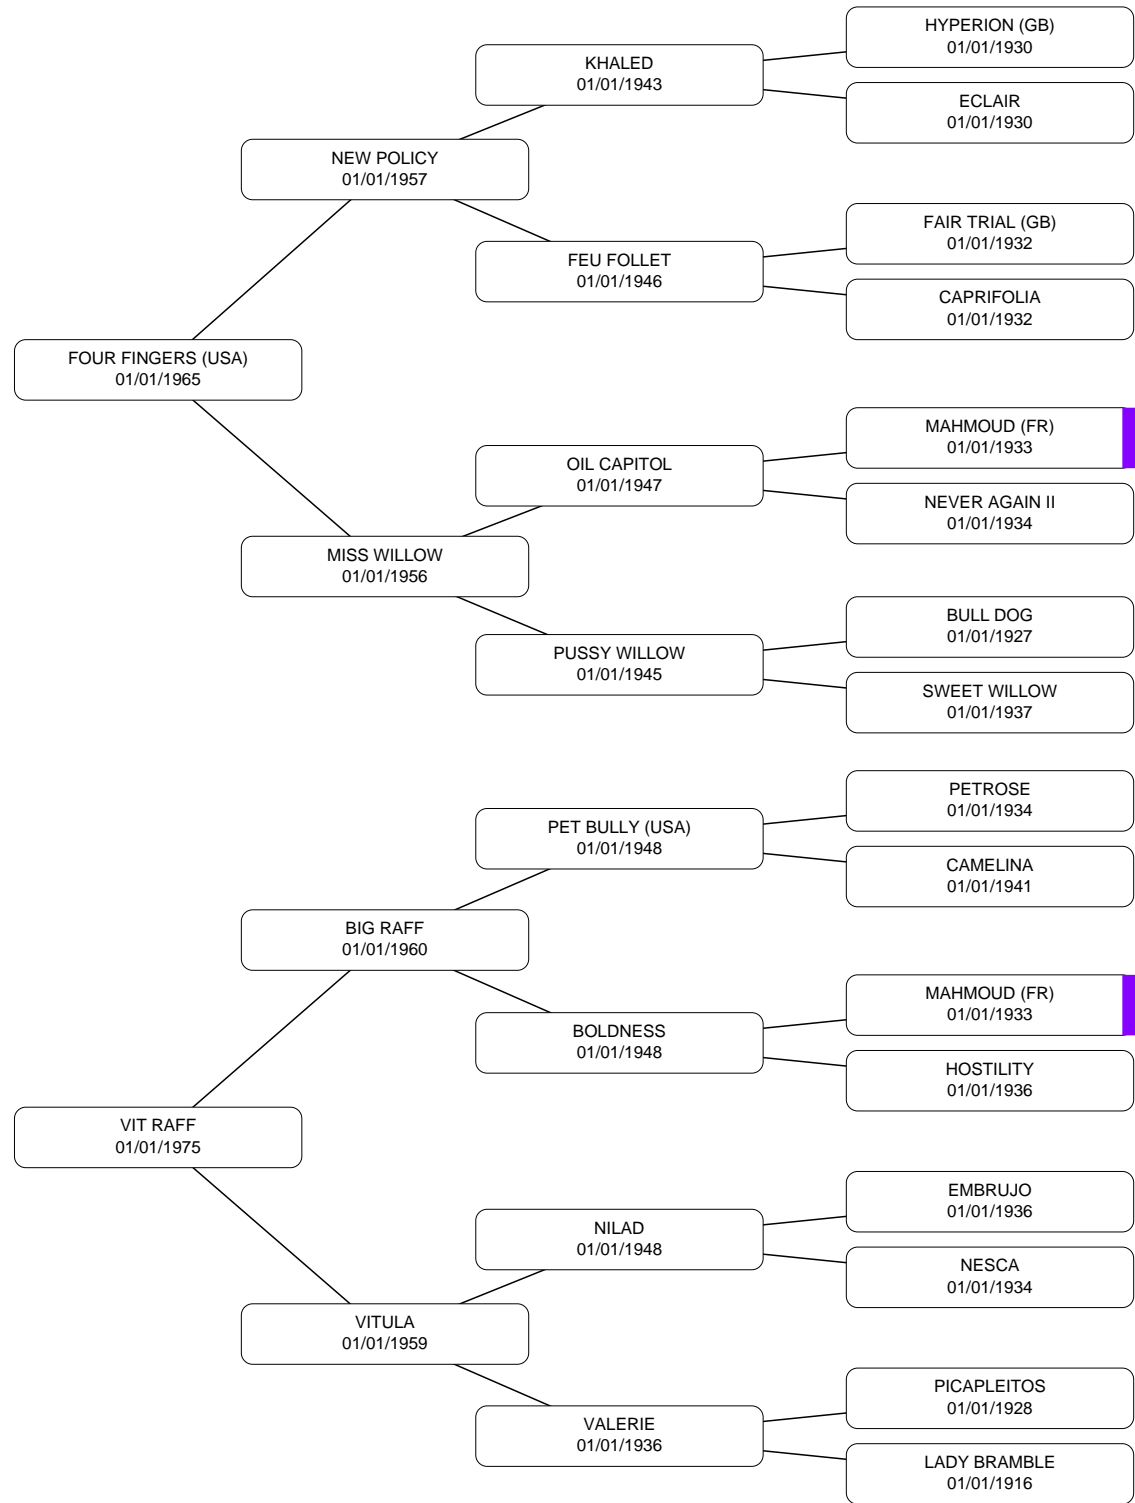 HYPERION (GB)
01/01/1930
KHALED
01/01/1943
ECLAIR
01/01/1930
NEW POLICY
01/01/1957
FAIR TRIAL (GB)
01/01/1932
FEU FOLLET
01/01/1946
CAPRIFOLIA
01/01/1932
FOUR FINGERS (USA)
01/01/1965
MAHMOUD (FR)
01/01/1933
OIL CAPITOL
01/01/1947
NEVER AGAIN II
01/01/1934
MISS WILLOW
01/01/1956
BULL DOG
01/01/1927
PUSSY WILLOW
01/01/1945
SWEET WILLOW
01/01/1937
PETROSE
01/01/1934
PET BULLY (USA)
01/01/1948
CAMELINA
01/01/1941
BIG RAFF
01/01/1960
MAHMOUD (FR)
01/01/1933
BOLDNESS
01/01/1948
HOSTILITY
01/01/1936
VIT RAFF
01/01/1975
EMBRUJO
01/01/1936
NILAD
01/01/1948
NESCA
01/01/1934
VITULA
01/01/1959
PICAPLEITOS
01/01/1928
VALERIE
01/01/1936
LADY BRAMBLE
01/01/1916